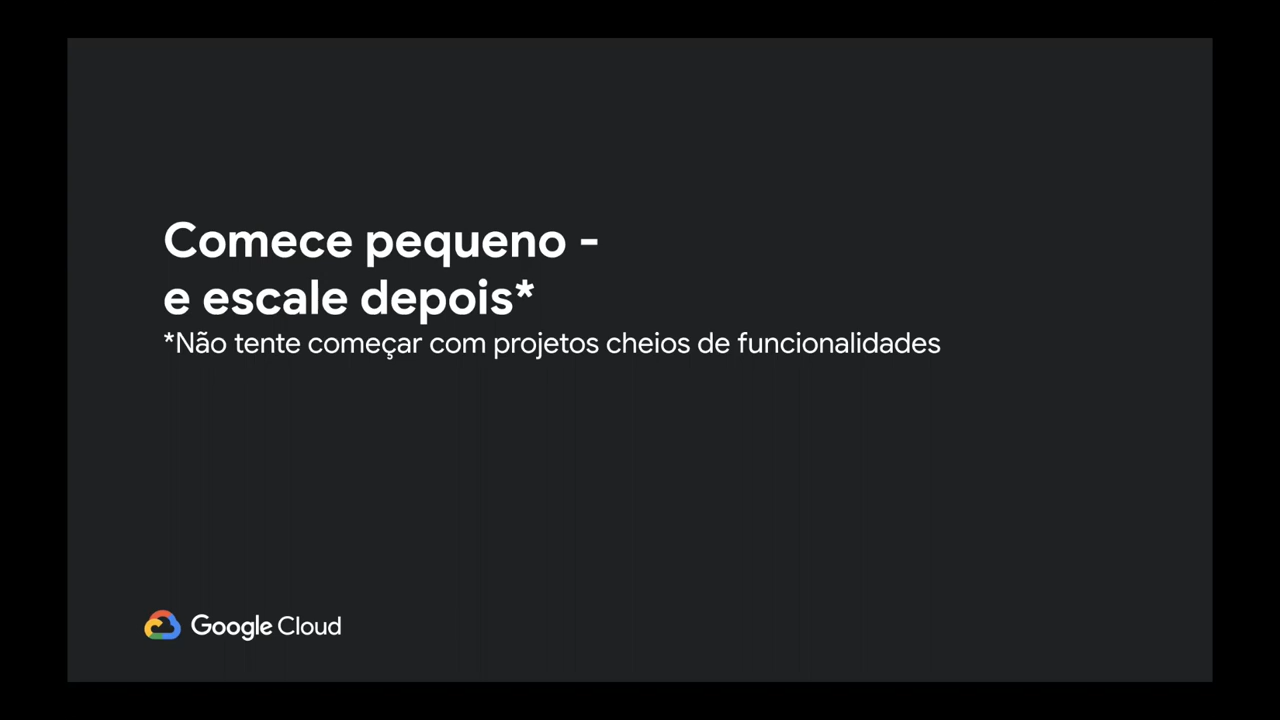 Comece pequeno -
e escale depois*
*Não tente começar com projetos cheios de funcionalidades
Google Cloud